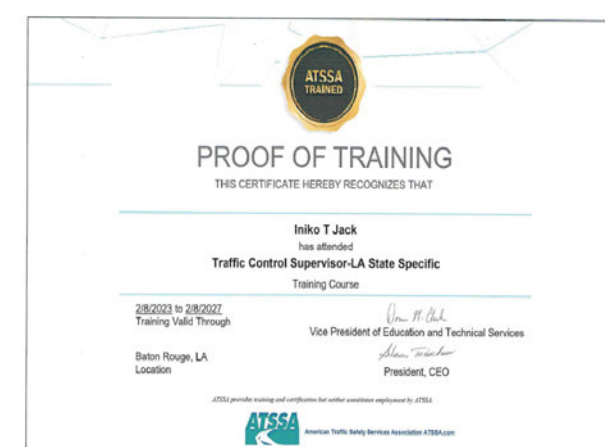 ATSSA
TRAINED
PROOF OF TRAINING
THIS CERTIFICATE HEREBY RECOGNIZES THAT
Iniko T Jack
has attended
Traffic Control Supervisor-LA State Specific
Training Course
2/8/2023 to 2/8/2027
Training Valid Through
Vice President of Education and Technical Services
Baton Rouge, LA
Location
President, CEO
ATSSA provides training and certification but neither constitutes employment by ATSSA
ATSSA
American Traffic Safety Services Association ATSSA.com